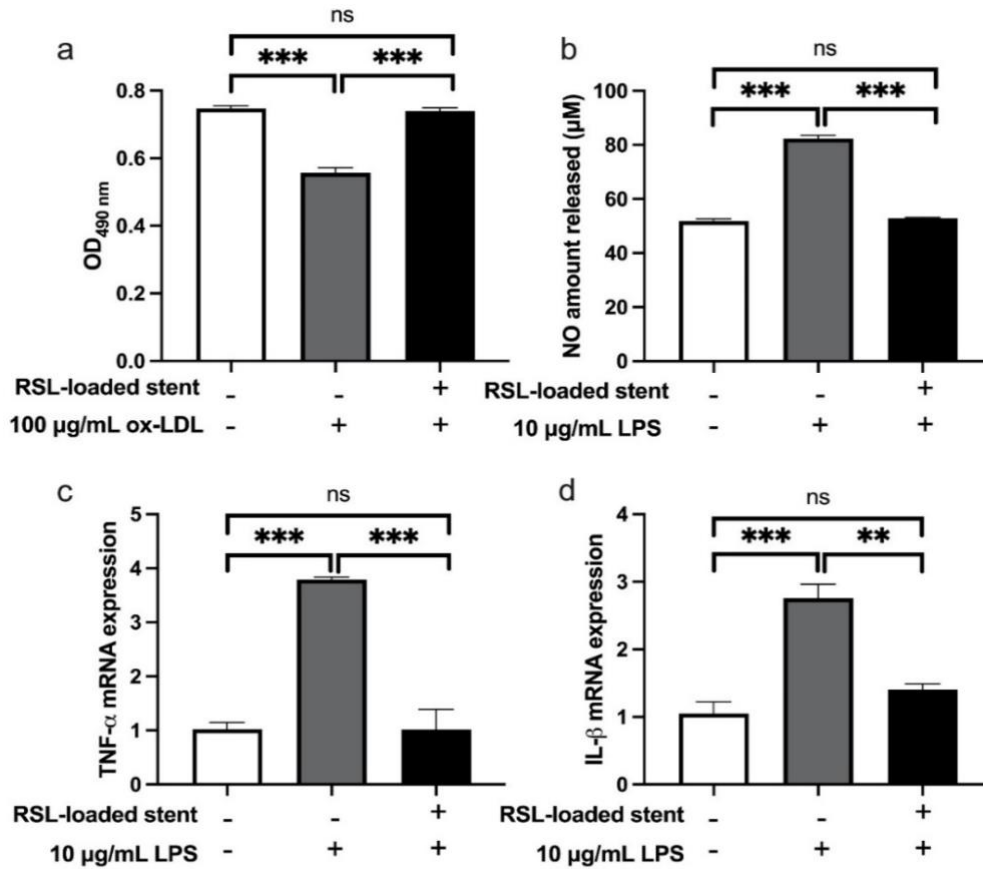 a
ns
*** ***
0.8
0.6
0.4
0.2
0.0
OD490 nm
RSL-loaded stent - - +
100 µg/mL ox-LDL - + +
b
ns
*** ***
100
80
60
40
20
0
NO amount released (µM)
RSL-loaded stent - - +
10 µg/mL LPS - + +
c
ns
*** ***
5
4
3
2
1
0
TNF-α mRNA expression
RSL-loaded stent - - +
10 µg/mL LPS - + +
d
ns
*** **
4
3
2
1
0
IL-β mRNA expression
RSL-loaded stent - - +
10 µg/mL LPS - + +